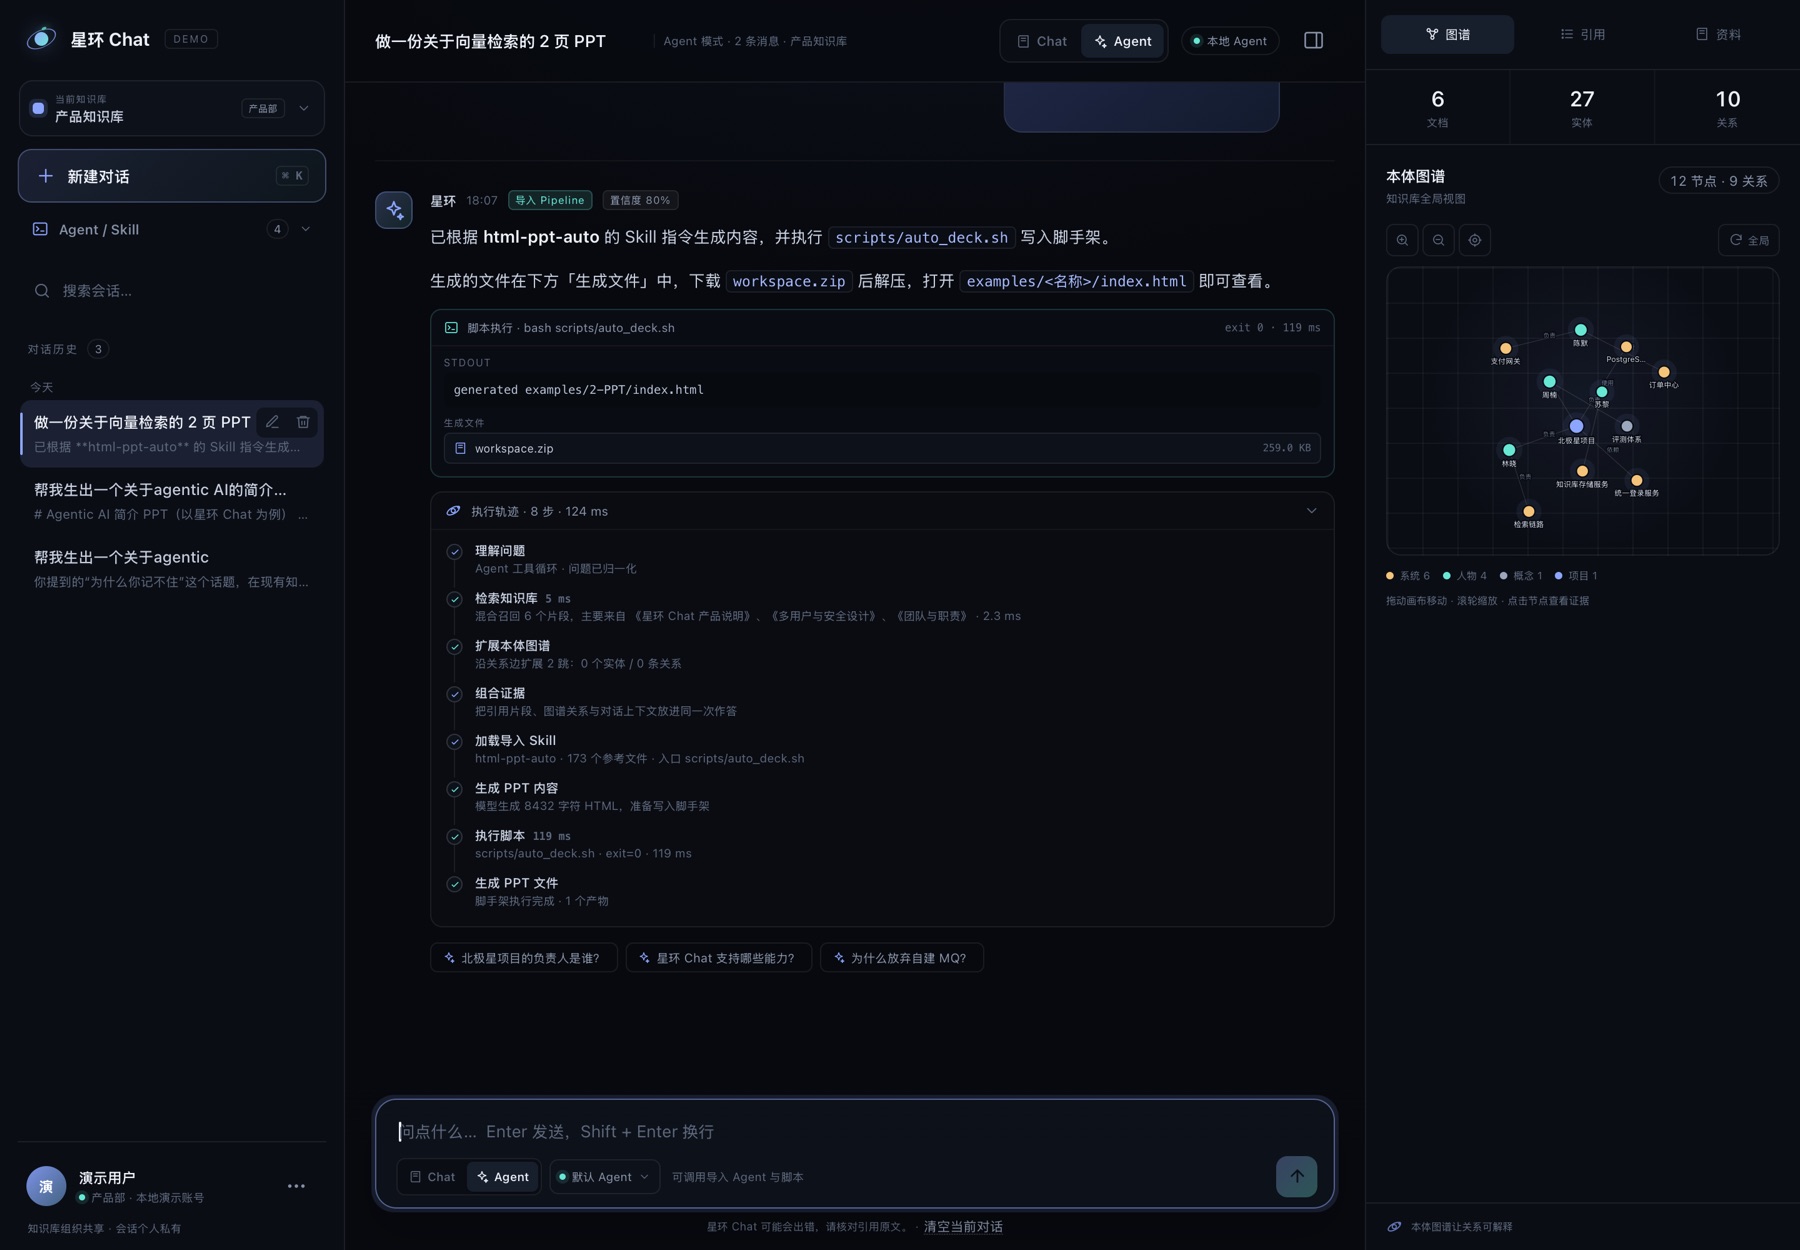 星环 Chat
DEMO
当前知识库
产品知识库
产品部
新建对话
⌘ K
Agent / Skill
4
搜索会话...
对话历史
3
今天
做一份关于向量检索的 2 页 PPT
已根据 **html-ppt-auto** 的 Skill 指令生成...
帮我生出一个关于agentic AI的简介...
# Agentic AI 简介 PPT（以星环 Chat 为例） ...
帮我生出一个关于agentic
你提到的“为什么你记不住”这个话题，在现有知...
演
演示用户
产品部 · 本地演示账号
知识库组织共享 · 会话个人私有
做一份关于向量检索的 2 页 PPT
Agent 模式 · 2 条消息 · 产品知识库
Chat
Agent
本地 Agent
星环 18:07 导入 Pipeline 置信度 80%
已根据 html-ppt-auto 的 Skill 指令生成内容，并执行 scripts/auto_deck.sh 写入脚手架。
生成的文件在下方「生成文件」中，下载 workspace.zip 后解压，打开 examples/<名称>/index.html 即可查看。
脚本执行 · bash scripts/auto_deck.sh
exit 0 · 119 ms
STDOUT
generated examples/2-PPT/index.html
生成文件
workspace.zip
259.0 KB
执行轨迹 · 8 步 · 124 ms
理解问题
Agent 工具循环 · 问题已归一化
检索知识库 5 ms
混合召回 6 个片段，主要来自 《星环 Chat 产品说明》、《多用户与安全设计》、《团队与职责》 · 2.3 ms
扩展本体图谱
沿关系边扩展 2 跳：0 个实体 / 0 条关系
组合证据
把引用片段、图谱关系与对话上下文放进同一次作答
加载导入 Skill
html-ppt-auto · 173 个参考文件 · 入口 scripts/auto_deck.sh
生成 PPT 内容
模型生成 8432 字符 HTML，准备写入脚手架
执行脚本 119 ms
scripts/auto_deck.sh · exit=0 · 119 ms
生成 PPT 文件
脚手架执行完成 · 1 个产物
北极星项目的负责人是谁?
星环 Chat 支持哪些能力?
为什么放弃自建 MQ?
问点什么... Enter 发送，Shift + Enter 换行
Chat
Agent
默认 Agent
可调用导入 Agent 与脚本
星环 Chat 可能会出错，请核对引用原文。 · 清空当前对话
图谱
引用
资料
6
文档
27
实体
10
关系
本体图谱
知识库全局视图
12 节点 · 9 关系
全局
负责
陈默
支付网关
PostgreS...
订单中心
周楠
使用
苏黎
负责
北极星项目
评测体系
依赖
林晓
知识库存储服务
负责
统一登录服务
检索链路
系统 6
人物 4
概念 1
项目 1
拖动画布移动 · 滚轮缩放 · 点击节点查看证据
本体图谱让关系可解释